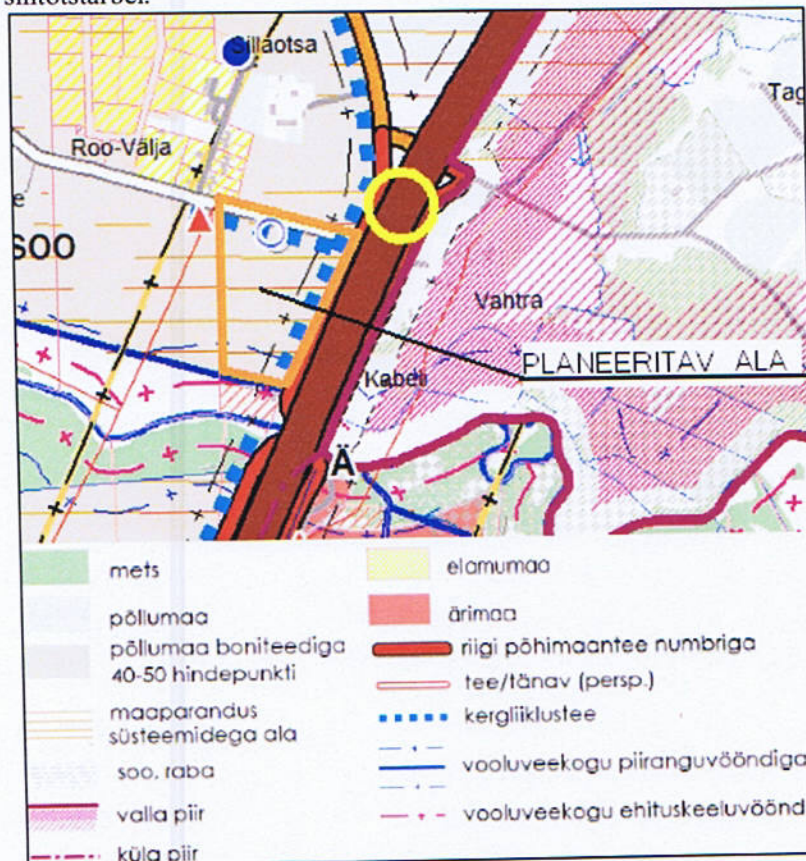 Sillaotsa
Tag
Roo-Välja
e
SOO
Vahtra
PLANEERITAV ALA
Kabeli
Ä
mets
elamumaa
põllumaa
ärimaa
põllumaa boniteediga
40-50 hindepunkti
riigi põhimaantee numbriga
tee/tänav (persp.)
maaparandus
süsteemidega ala
kergliiklustee
soo, raba
vooluveekogu piiranguvööndiga
valla piir
vooluveekogu ehituskeeluvöönd
küla piir